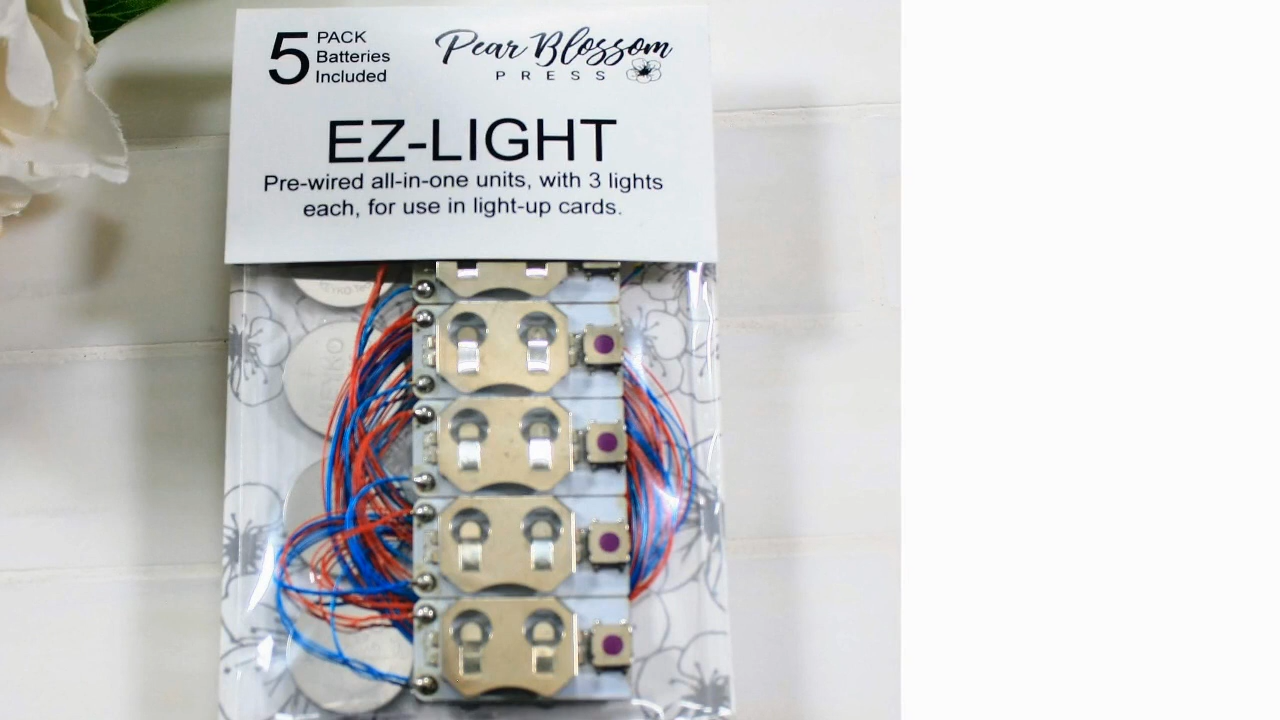 5 PACK
Batteries
Included
Pear Blossom
PRESS
EZ-LIGHT
Pre-wired all-in-one units, with 3 lights
each, for use in light-up cards.